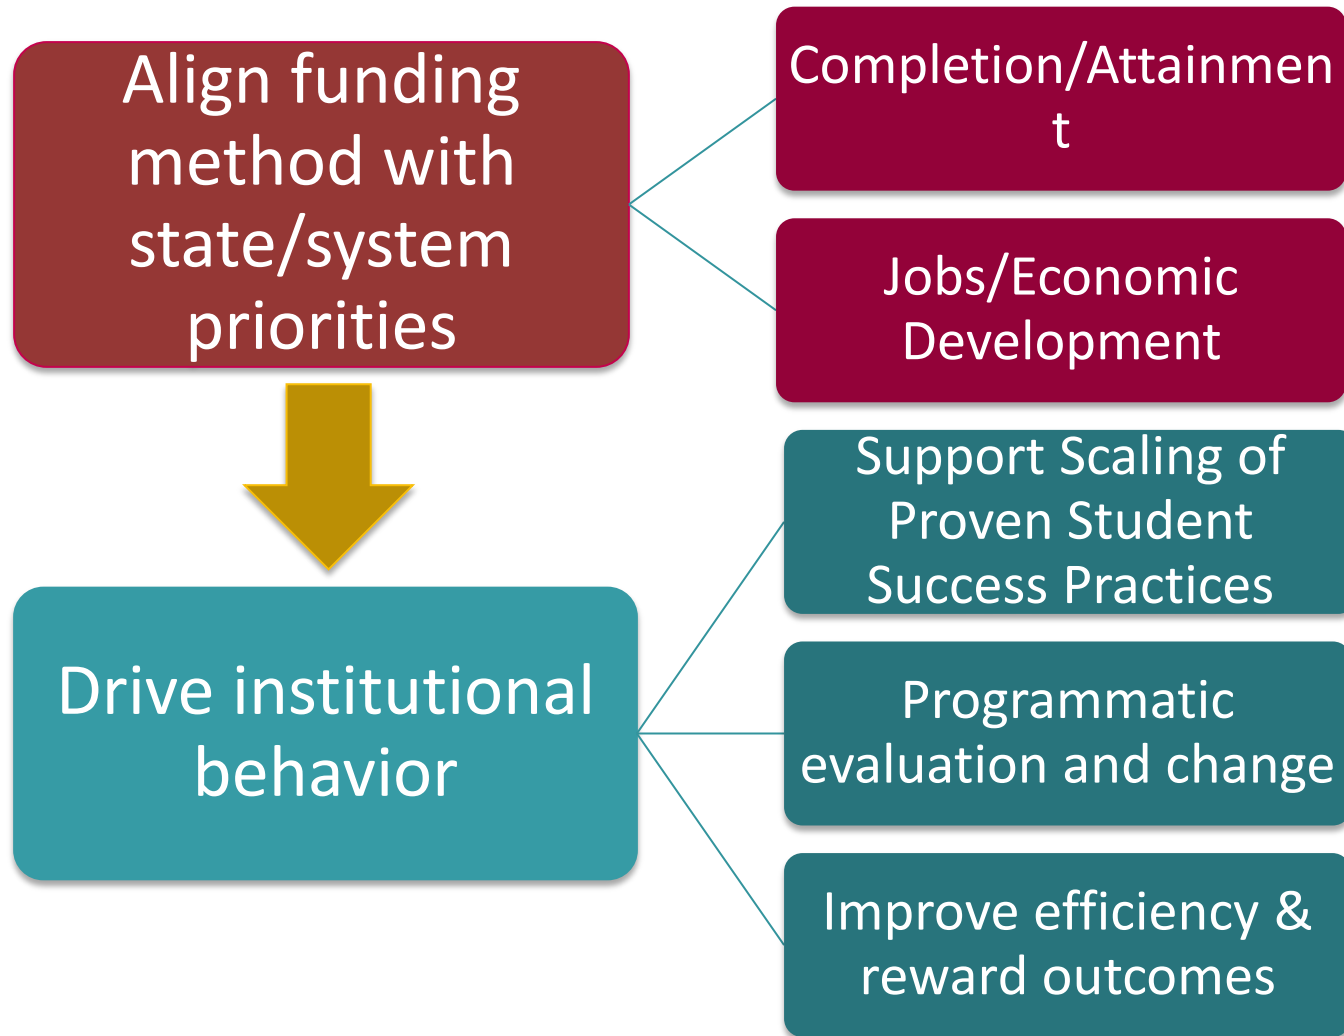 Align funding
method with
state/system
priorities
Completion/Attainmen
t
Jobs/Economic
Development
Drive institutional
behavior
Support Scaling of
Proven Student
Success Practices
Programmatic
evaluation and change
Improve efficiency &
reward outcomes